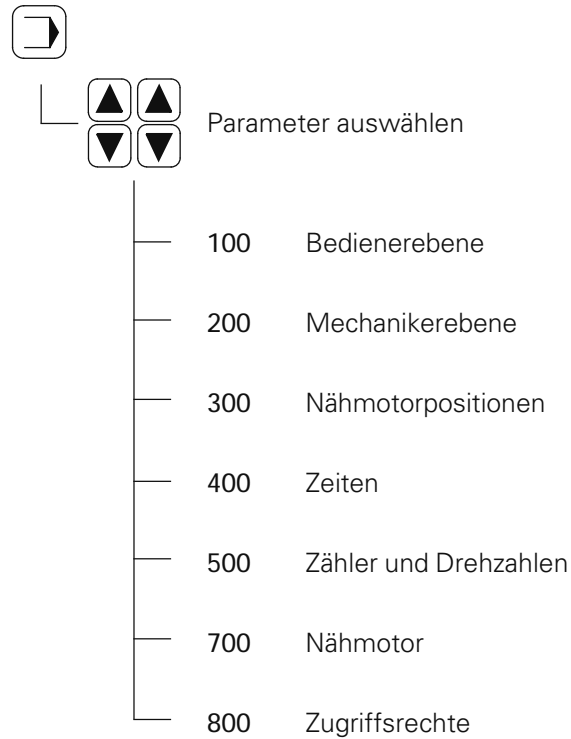 Parameter auswählen
100 Bedienerebene
200 Mechanikerebene
300 Nähmotorpositionen
400 Zeiten
500 Zähler und Drehzahlen
700 Nähmotor
800 Zugriffsrechte